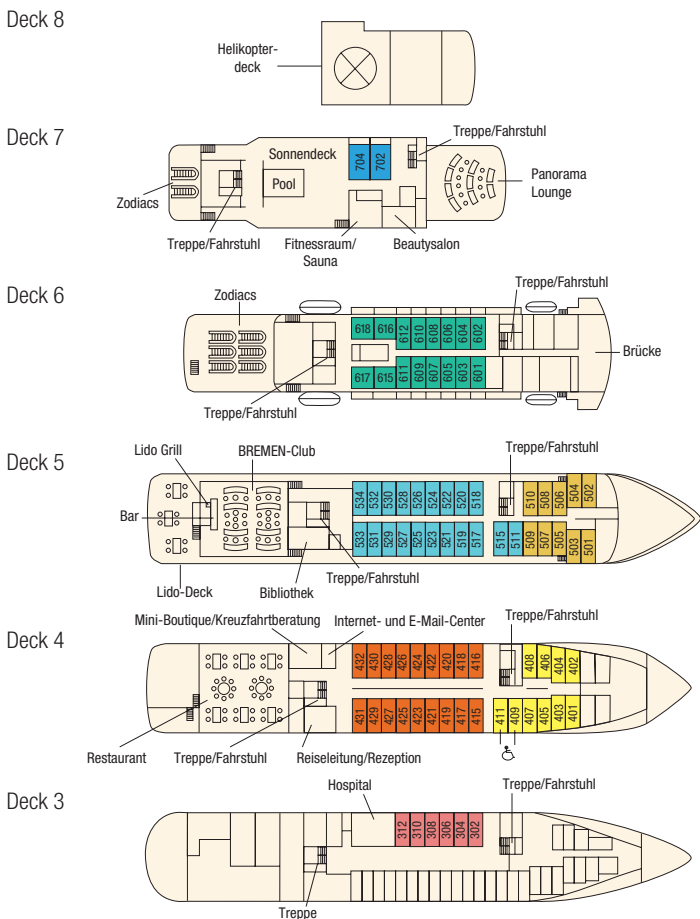 Deck 8
Helikopter-
deck
Deck 7
Treppe/Fahrstuhl
Sonnendeck
704 702
Pool
Panorama
Lounge
Zodiacs
Treppe/Fahrstuhl
Fitnessraum/
Sauna
Beautysalon
Deck 6
Zodiacs
Treppe/Fahrstuhl
618 616 612 610 608 606 604 602
Brücke
617 615 611 609 607 605 603 601
Treppe/Fahrstuhl
Deck 5
Lido Grill
BREMEN-Club
Treppe/Fahrstuhl
534 532 530 528 526 524 522 520 518 510 508 506 504 502
Bar
533 531 529 527 525 523 521 519 517 515 511 509 507 505 503 501
Treppe/Fahrstuhl
Lido-Deck
Bibliothek
Mini-Boutique/Kreuzfahrtberatung
Internet- und E-Mail-Center
Deck 4
Treppe/Fahrstuhl
432 430 428 426 424 422 420 418 416 408 406 404 402
431 429 427 425 423 421 419 417 415 411 409 407 405 403 401
Restaurant
Treppe/Fahrstuhl
Reiseleitung/Rezeption
Hospital
Treppe/Fahrstuhl
Deck 3
312 310 308 306 304 302
Treppe